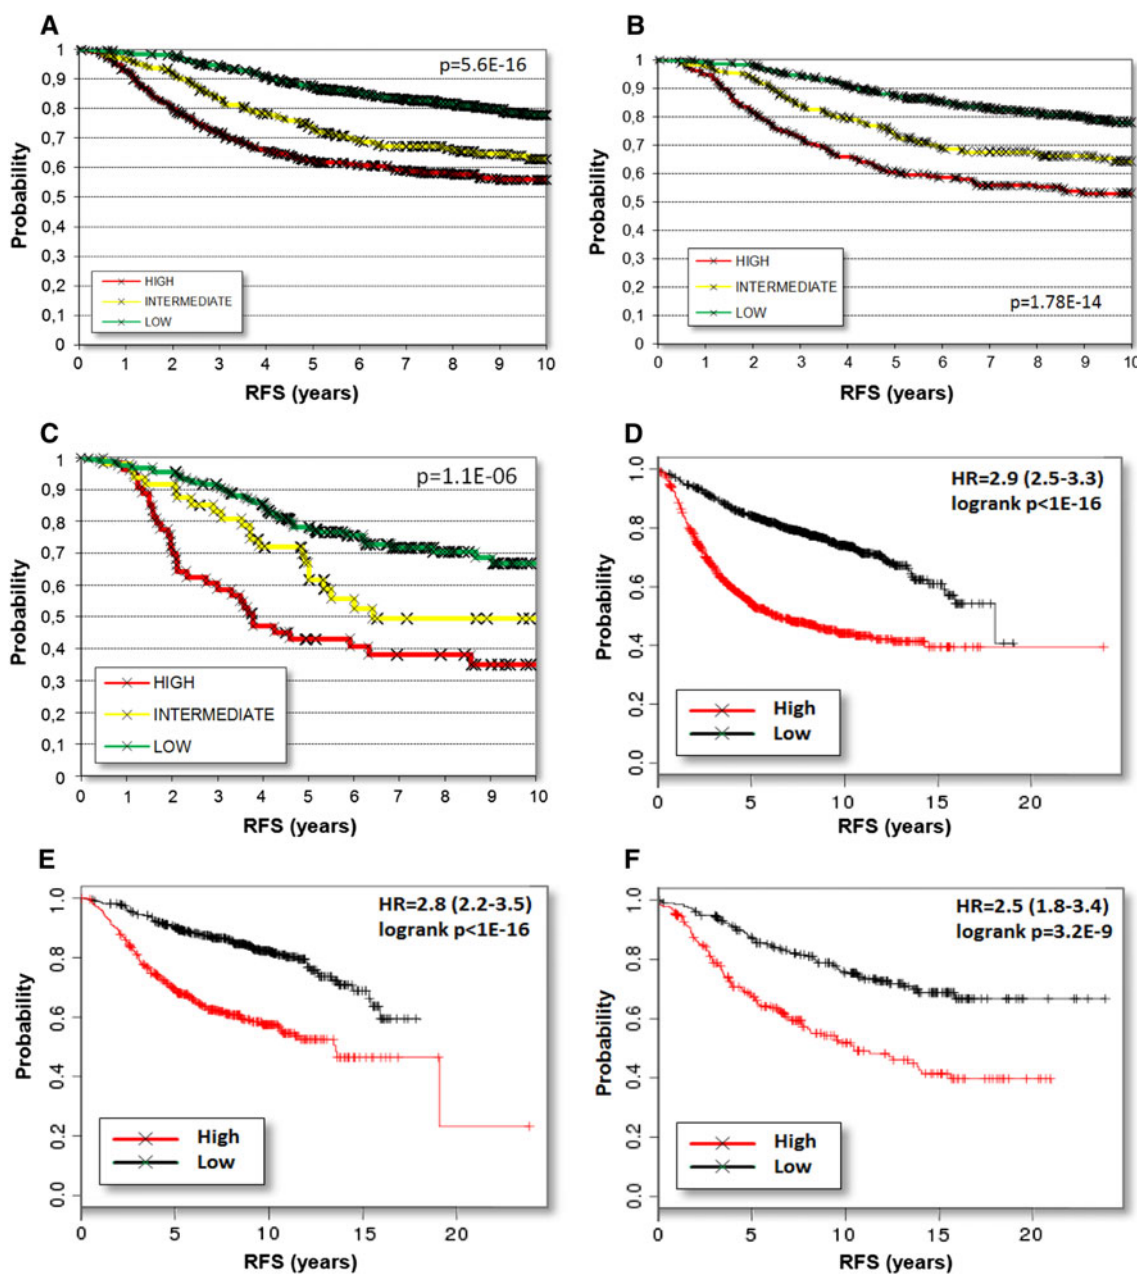 A
1
0,9
0,8
0,7
0,6
0,5
0,4
0,3
0,2
0,1
0
Probability
p=5.6E-16
HIGH
INTERMEDIATE
LOW
0 1 2 3 4 5 6 7 8 9 10
RFS (years)
B
1
0,9
0,8
0,7
0,6
0,5
0,4
0,3
0,2
0,1
0
Probability
HIGH
INTERMEDIATE
LOW
p=1.78E-14
0 1 2 3 4 5 6 7 8 9 10
RFS (years)
C
1
0,9
0,8
0,7
0,6
0,5
0,4
0,3
0,2
0,1
0
Probability
p=1.1E-06
HIGH
INTERMEDIATE
LOW
0 1 2 3 4 5 6 7 8 9 10
RFS (years)
D
1.0
0.8
0.6
0.4
0.2
0.0
Probability
HR=2.9 (2.5-3.3)
logrank p<1E-16
High
Low
0 5 10 15 20
RFS (years)
E
1.0
0.8
0.6
0.4
0.2
0.0
Probability
HR=2.8 (2.2-3.5)
logrank p<1E-16
High
Low
0 5 10 15 20
RFS (years)
F
1.0
0.8
0.6
0.4
0.2
0.0
Probability
HR=2.5 (1.8-3.4)
logrank p=3.2E-9
High
Low
0 5 10 15 20
RFS (years)